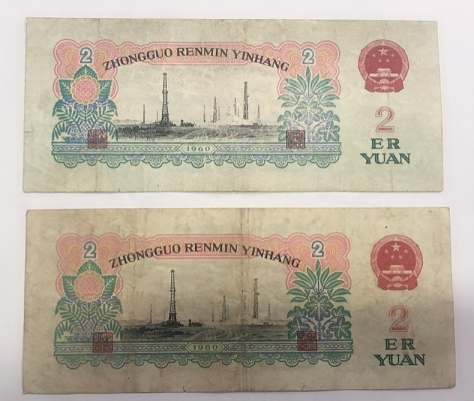 2 ZHONGGUO RENMIN YINHANG 2
2
ER
YUAN
1960
2 ZHONGGUO RENMIN YINHANG 2
2
ER
YUAN
1960